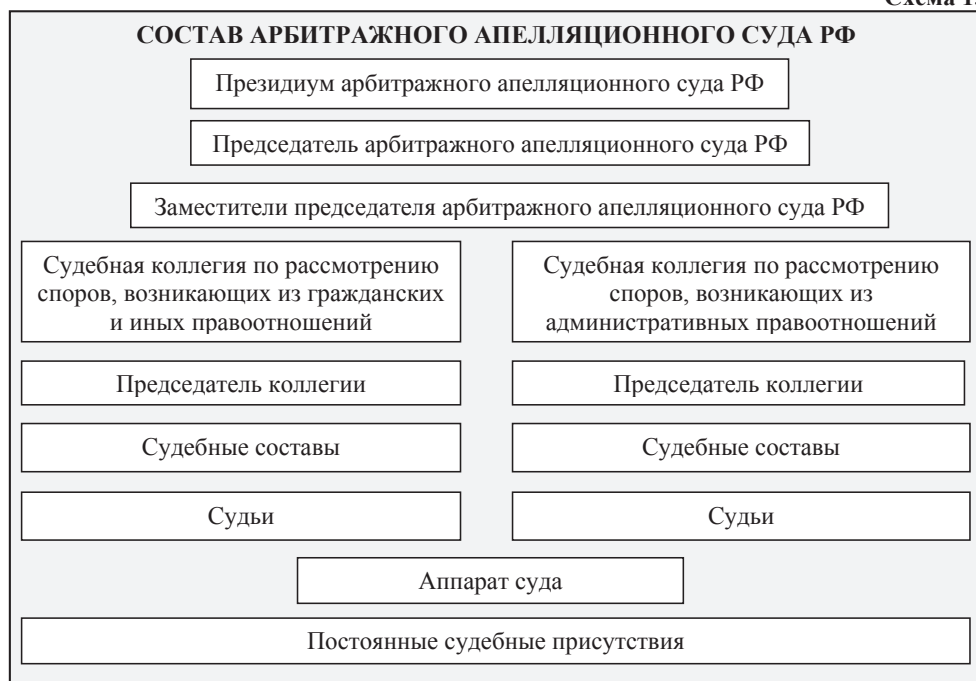 СОСТАВ АРБИТРАЖНОГО АПЕЛЛЯЦИОННОГО СУДА РФ
Президиум арбитражного апелляционного суда РФ
Председатель арбитражного апелляционного суда РФ
Заместители председателя арбитражного апелляционного суда РФ
Судебная коллегия по рассмотрению
споров, возникающих из гражданских
и иных правоотношений
Судебная коллегия по рассмотрению
споров, возникающих из
административных правоотношений
Председатель коллегии
Председатель коллегии
Судебные составы
Судебные составы
Судьи
Судьи
Аппарат суда
Постоянные судебные присутствия